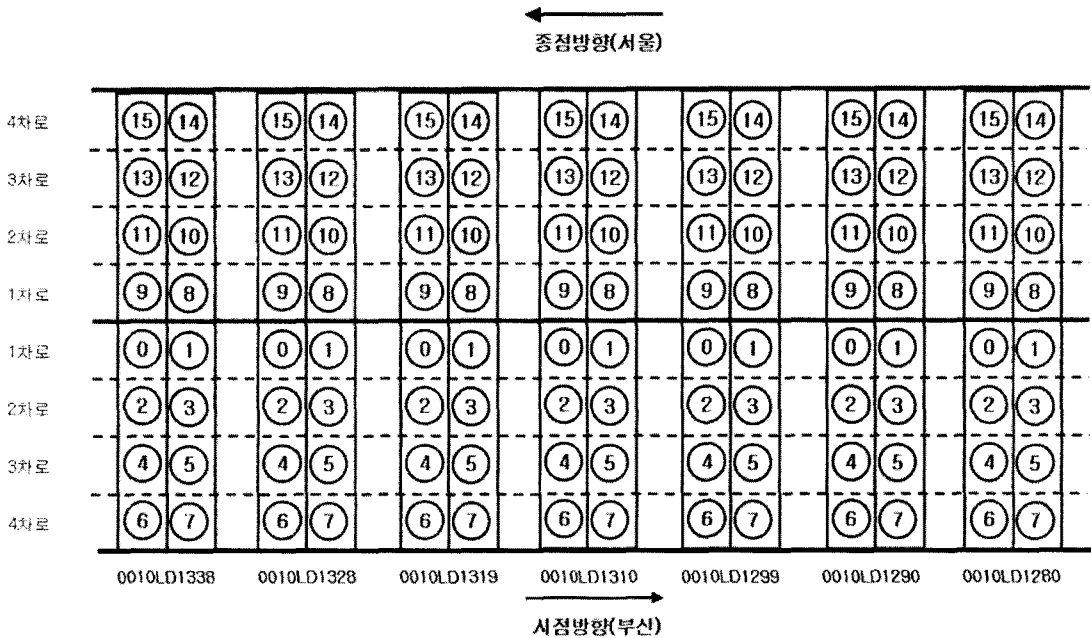 종점방향(서울)
4차로 15 14 15 14 15 14 15 14 15 14 15 14 15 14
3차로 13 12 13 12 13 12 13 12 13 12 13 12 13 12
2차로 11 10 11 10 11 10 11 10 11 10 11 10 11 10
1차로 9 8 9 8 9 8 9 8 9 8 9 8 9 8
1차로 0 1 0 1 0 1 0 1 0 1 0 1 0 1
2차로 2 3 2 3 2 3 2 3 2 3 2 3 2 3
3차로 4 5 4 5 4 5 4 5 4 5 4 5 4 5
4차로 6 7 6 7 6 7 6 7 6 7 6 7 6 7
0010LD1338 0010LD1328 0010LD1319 0010LD1310 0010LD1299 0010LD1290 0010LD1280
시점방향(부산)